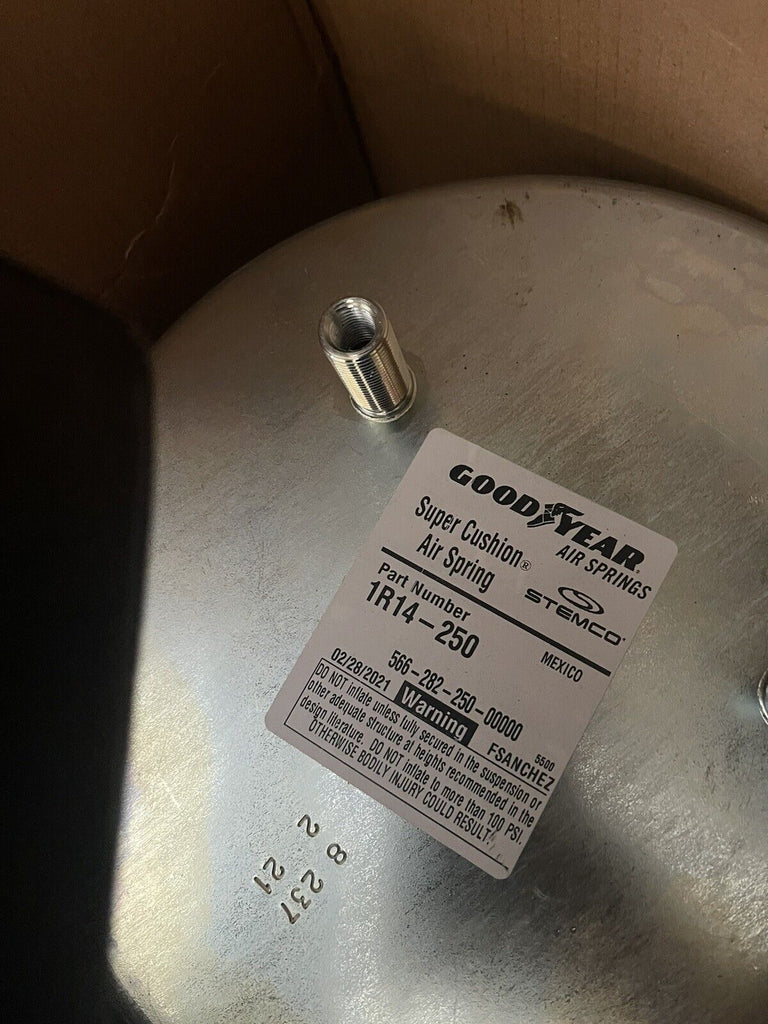 GOODYEAR
AIR SPRINGS
Super Cushion®
Air Spring
STEMCO
Part Number
1R14-250
MEXICO
566-282-250-00000
02/28/2021
Warning
5500
FSANCHEZ
DO NOT inflate unless fully secured in the suspension or
other adequate structure at heights recommended in the
design literature. DO NOT inflate to more than 100 PSI.
OTHERWISE BODILY INJURY COULD RESULT.
2
8
237
21